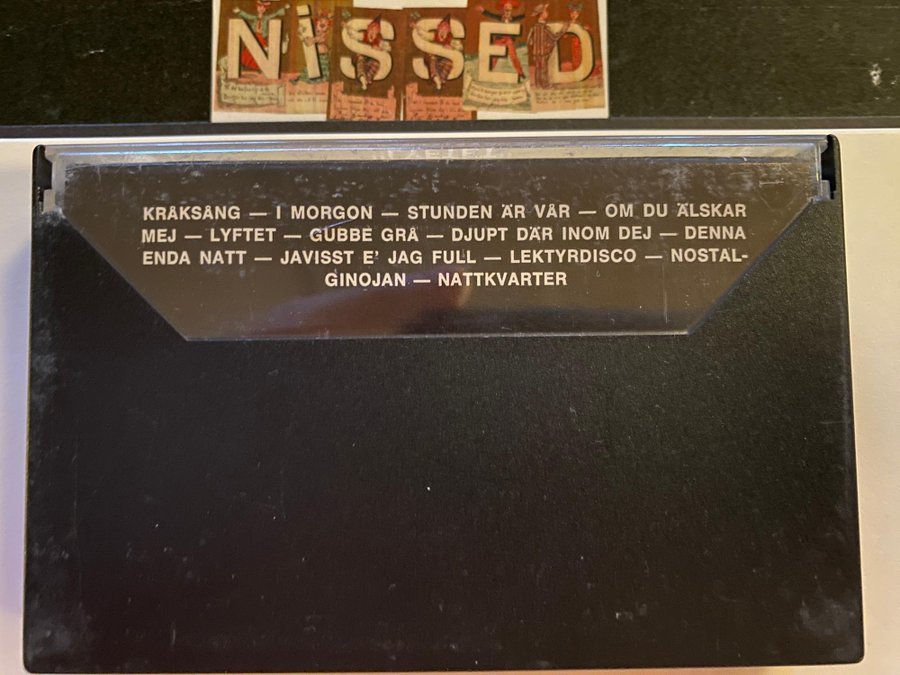 NiSSED
KRÅKSÅNG — I MORGON — STUNDEN ÄR VÅR — OM DU ÄLSKAR
MEJ — LYFTET — GUBBE GRÅ — DJUPT DÄR INOM DEJ — DENNA
ENDA NATT — JAVISST E' JAG FULL — LEKTYRDISCO — NOSTAL-
GINOJAN — NATTKVARTER